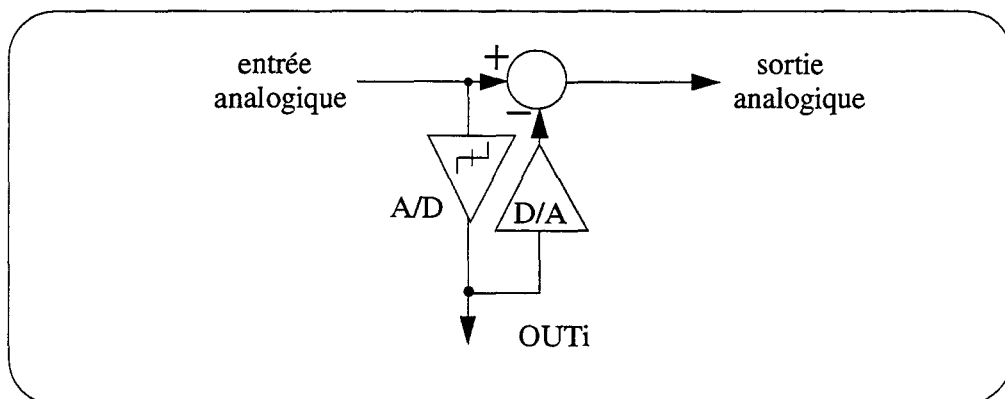 entrée
analogique
+
−
sortie
analogique
A/D
D/A
OUTi